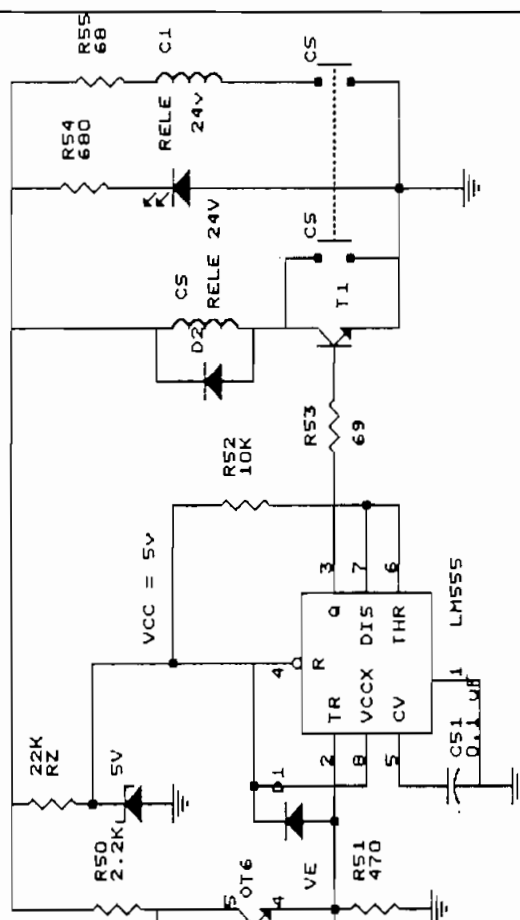 R55
68
C1
R54
680
RELE
24v
CS
CS
CS
RELE 24V
D2
T1
R53
69
R52
10K
VCC = 5v
3
7
6
Q
DIS
THR
LM555
4
R
TR
VCCX
CV
1
2
8
5
C51
0.1 uF
22K
RZ
5V
D1
R50
2.2K
5
OT6
4
VE
R51
470